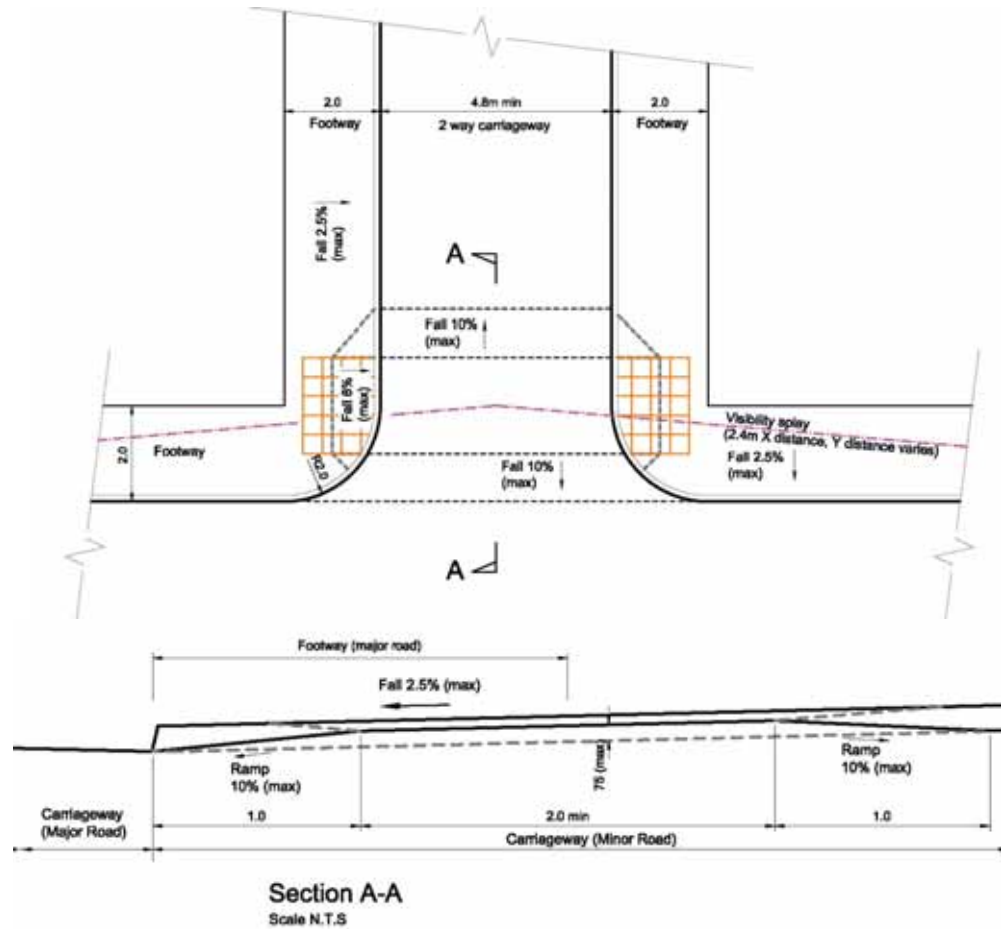 2.0
Footway
4.8m min
2 way carriageway
2.0
Footway
Fall 2.5%
(max)
A
Fall 10%
(max)
Fall 8%
(max)
Visibility splay
(2.4m X distance, Y distance varies)
2.0
Footway
Fall 2.5%
(max)
R2.0
Fall 10%
(max)
A
Footway (major road)
Fall 2.5% (max)
Ramp
10% (max)
75 (max)
Ramp
10% (max)
Carriageway
(Major Road)
1.0
2.0 min
1.0
Carriageway (Minor Road)
Section A-A
Scale N.T.S